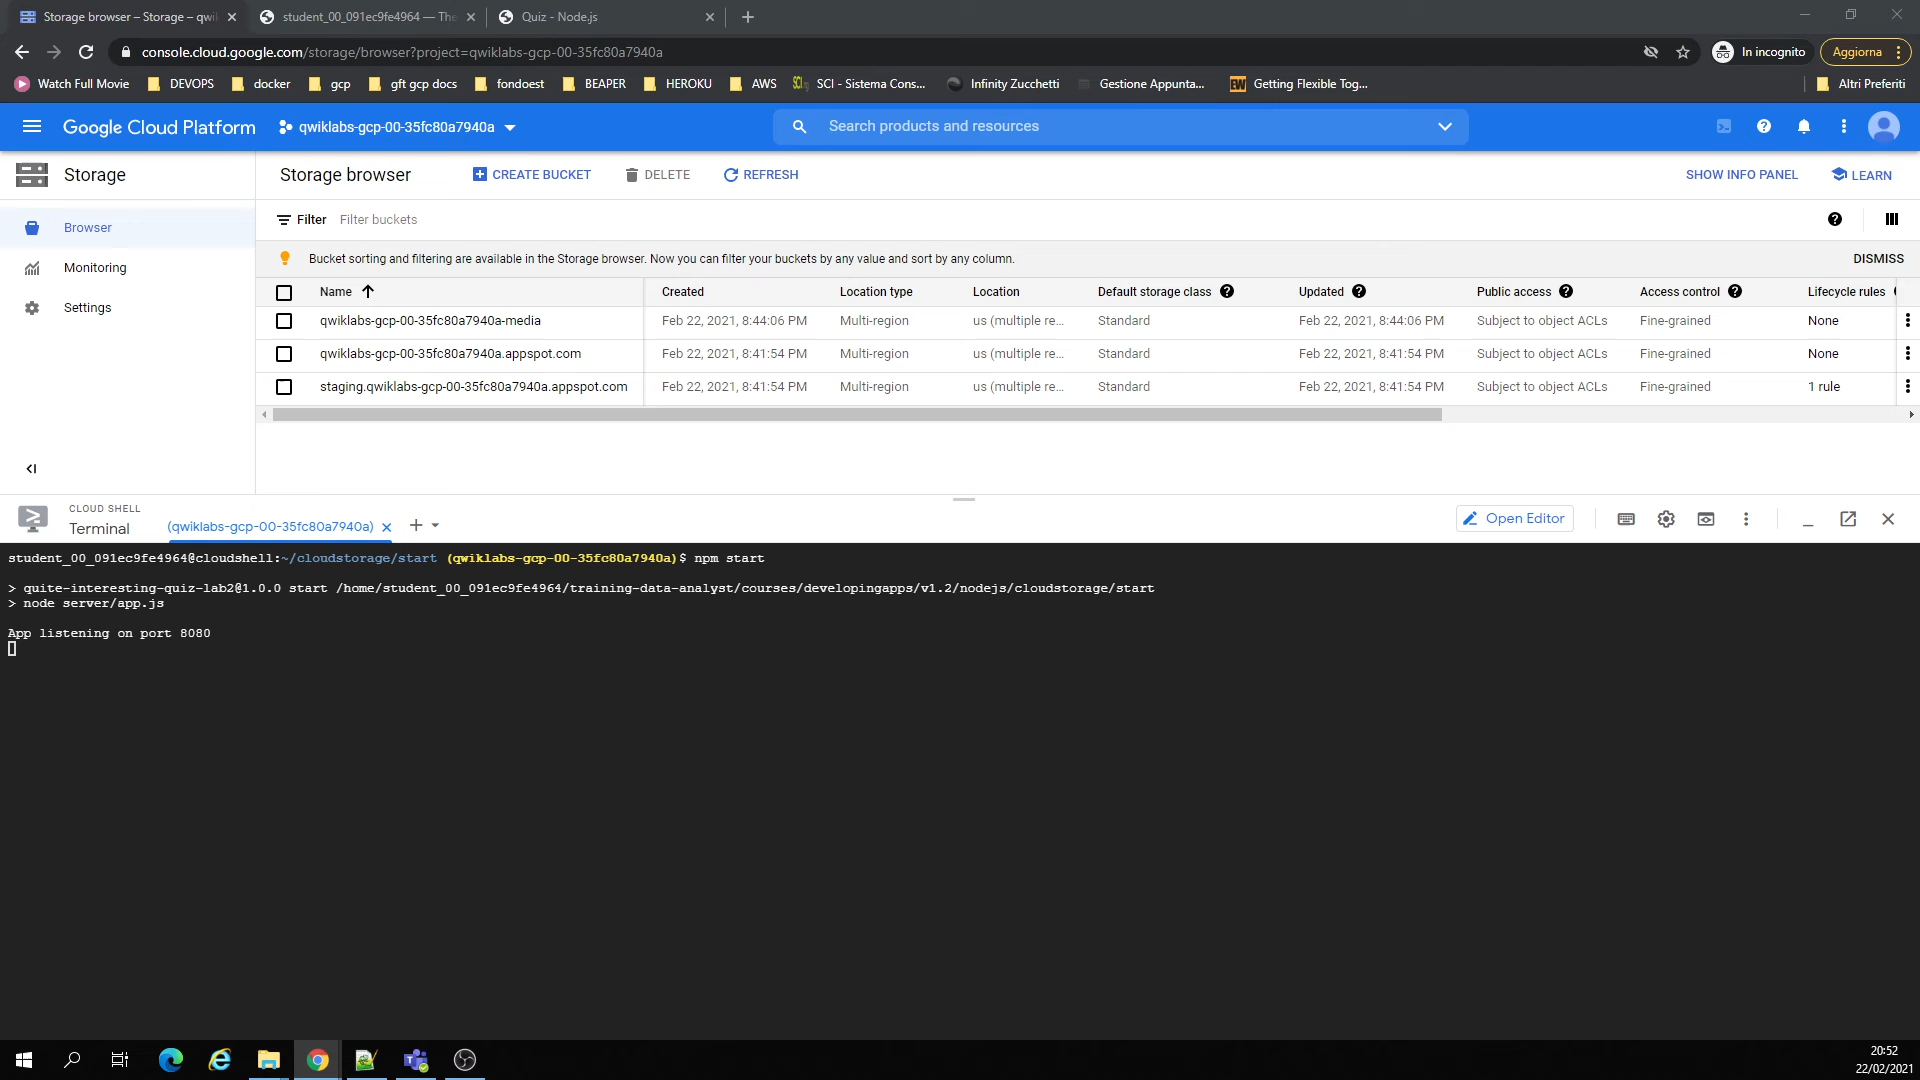 Storage browser – Storage – qwik
student_00_091ec9fe4964 — The
Quiz - Node.js
console.cloud.google.com/storage/browser?project=qwiklabs-gcp-00-35fc80a7940a
In incognito
Aggiorna
Watch Full Movie
DEVOPS
docker
gcp
gft gcp docs
fondoest
BEAPER
HEROKU
AWS
SCI - Sistema Cons...
Infinity Zucchetti
Gestione Appunta...
Getting Flexible Tog...
Altri Preferiti
Google Cloud Platform
qwiklabs-gcp-00-35fc80a7940a
Search products and resources
Storage
Storage browser
CREATE BUCKET
DELETE
REFRESH
SHOW INFO PANEL
LEARN
Browser
Monitoring
Settings
Filter
Filter buckets
Bucket sorting and filtering are available in the Storage browser. Now you can filter your buckets by any value and sort by any column.
DISMISS
Name Created Location type Location Default storage class Updated Public access Access control Lifecycle rules
qwiklabs-gcp-00-35fc80a7940a-media Feb 22, 2021, 8:44:06 PM Multi-region us (multiple re... Standard Feb 22, 2021, 8:44:06 PM Subject to object ACLs Fine-grained None
qwiklabs-gcp-00-35fc80a7940a.appspot.com Feb 22, 2021, 8:41:54 PM Multi-region us (multiple re... Standard Feb 22, 2021, 8:41:54 PM Subject to object ACLs Fine-grained None
staging.qwiklabs-gcp-00-35fc80a7940a.appspot.com Feb 22, 2021, 8:41:54 PM Multi-region us (multiple re... Standard Feb 22, 2021, 8:41:54 PM Subject to object ACLs Fine-grained 1 rule
CLOUD SHELL
Terminal
(qwiklabs-gcp-00-35fc80a7940a)
Open Editor
student_00_091ec9fe4964@cloudshell:~/cloudstorage/start (qwiklabs-gcp-00-35fc80a7940a)$ npm start
> quite-interesting-quiz-lab2@1.0.0 start /home/student_00_091ec9fe4964/training-data-analyst/courses/developingapps/v1.2/nodejs/cloudstorage/start
> node server/app.js
App listening on port 8080
20:52
22/02/2021